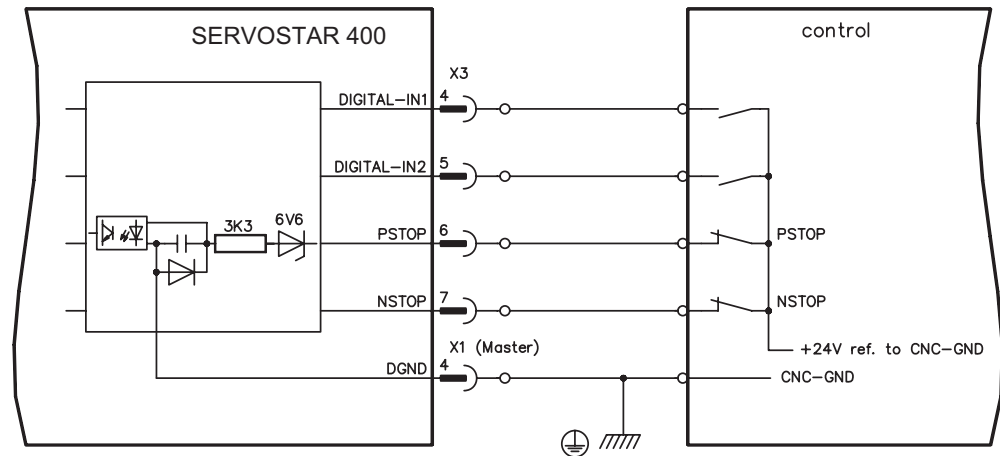 SERVOSTAR 400
control
X3
DIGITAL-IN1
4
DIGITAL-IN2
5
3K3
6V6
PSTOP
6
PSTOP
NSTOP
7
NSTOP
X1 (Master)
+24V ref. to CNC-GND
DGND
4
CNC-GND